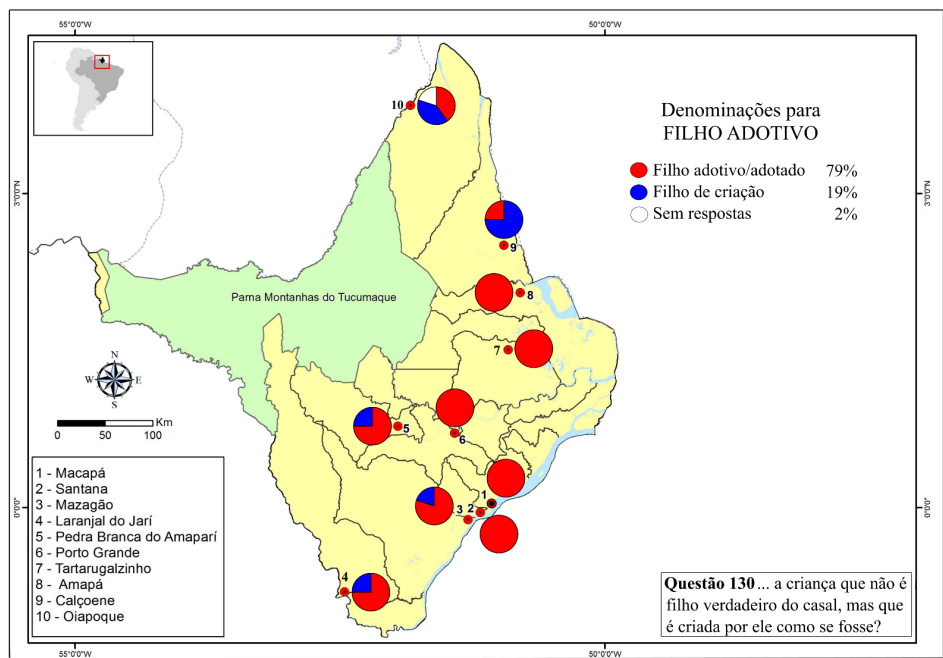 55°0'0"W
50°0'0"W
3°0'0"N
3°0'0"N
0°0'0"
0°0'0"
55°0'0"W
50°0'0"W
Denominações para
FILHO ADOTIVO
Filho adotivo/adotado 79%
Filho de criação 19%
Sem respostas 2%
10
9
8
7
6
5
1
2
3
4
Parna Montanhas do Tucumaque
N
W
E
S
Km
0
50
100
1 - Macapá
2 - Santana
3 - Mazagão
4 - Laranjal do Jarí
5 - Pedra Branca do Amaparí
6 - Porto Grande
7 - Tartarugalzinho
8 - Amapá
9 - Calçoene
10 - Oiapoque
Questão 130... a criança que não é
filho verdadeiro do casal, mas que
é criada por ele como se fosse?